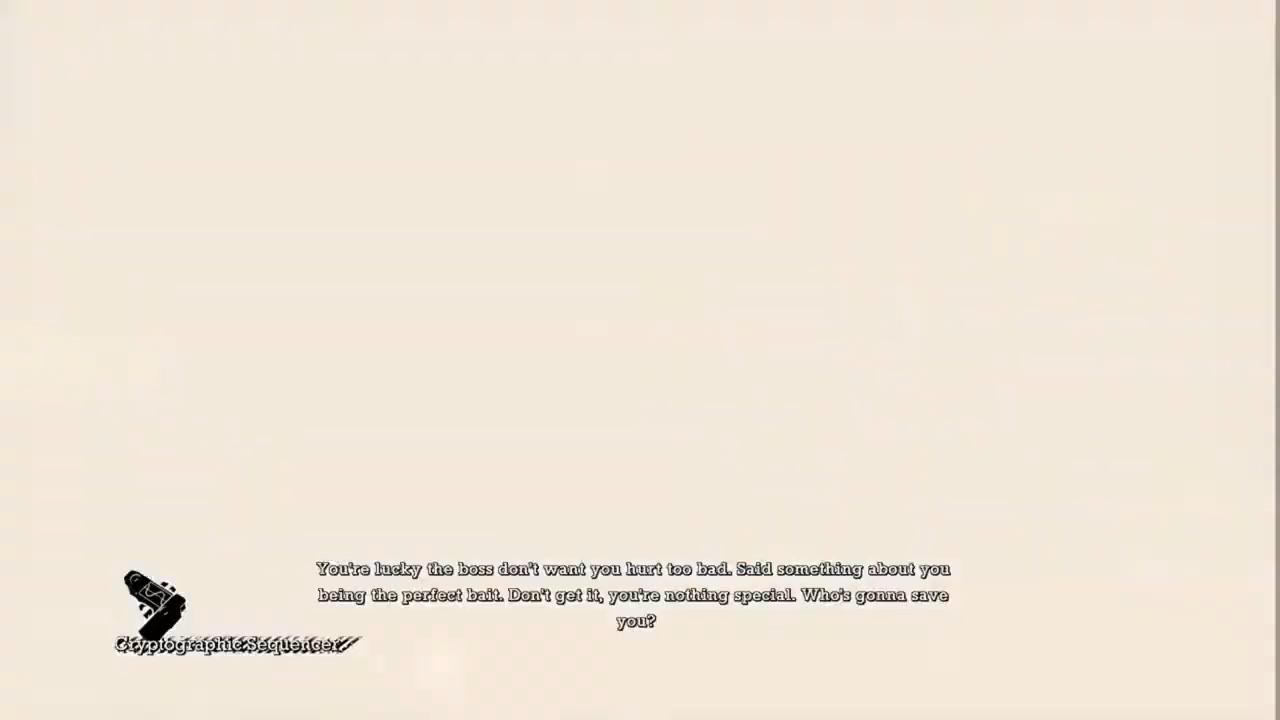 You're lucky the boss don't want you hurt too bad. Said something about you
being the perfect bait. Don't get it, you're nothing special. Who's gonna save
you?
Cryptographic Sequencer